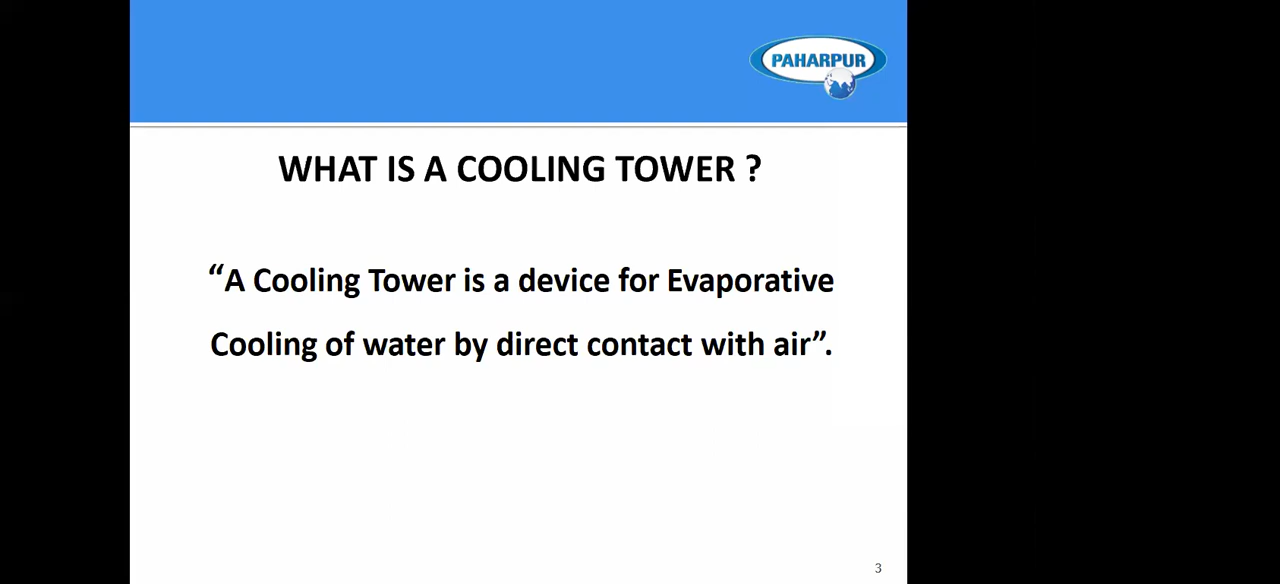 PAHARPUR
WHAT IS A COOLING TOWER ?
“A Cooling Tower is a device for Evaporative
Cooling of water by direct contact with air”.
3